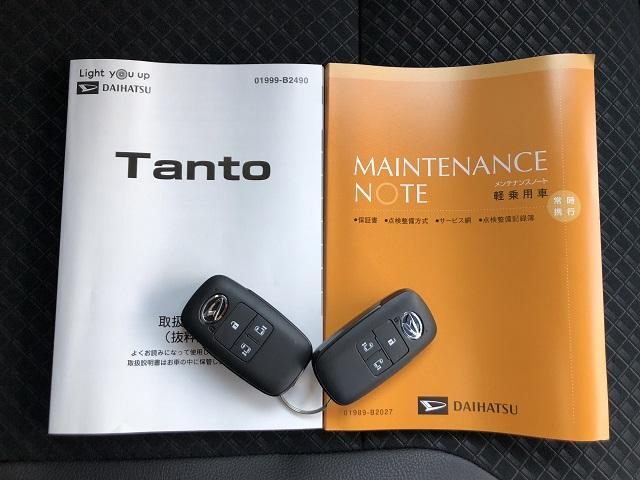 Light you up
DAIHATSU
01999-B2490
Tanto
取扱
(抜粋
よくお読みになって使用し
取扱説明書はお車の中に保管し
MAINTENANCE
NOTE
メンテナンスノート
軽乗用車
常時
携行
●保証書 ●点検整備方式 ●サービス網 ●点検整備記録簿
01989-B2027
DAIHATSU